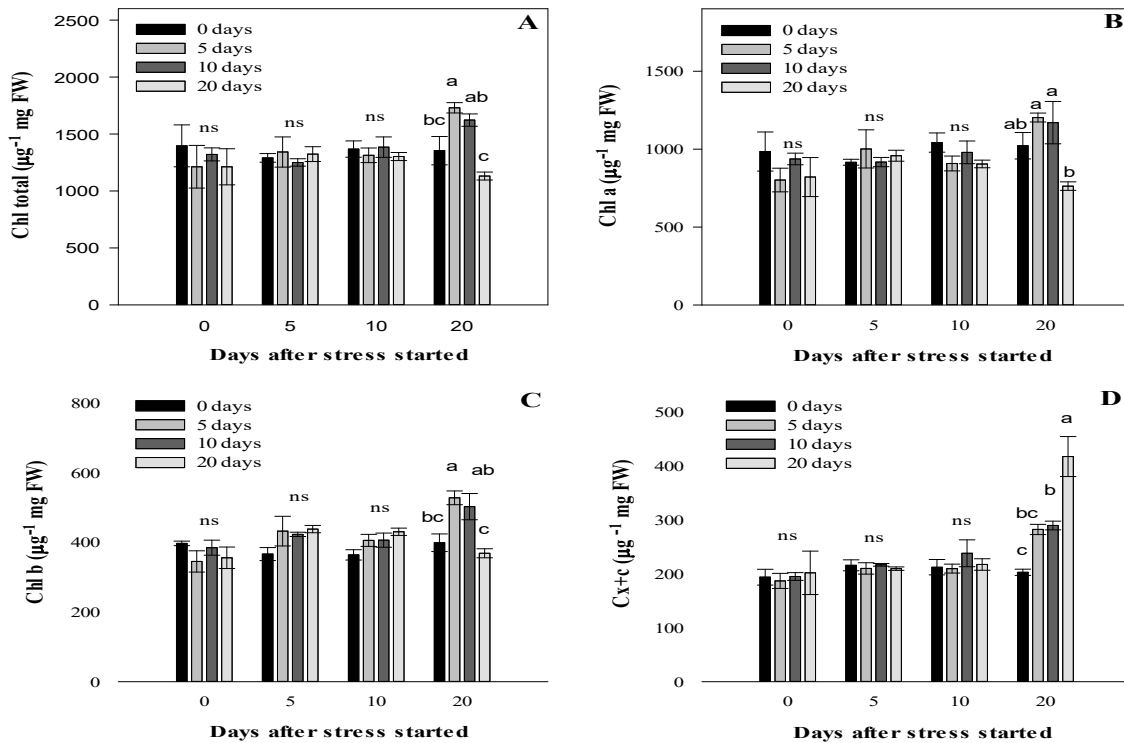 A
0 days
5 days
10 days
20 days
Chl total (µg⁻¹ mg FW)
2500
2000
1500
1000
500
0
ns
ns
ns
bc
a
ab
c
0 5 10 20
Days after stress started
B
0 days
5 days
10 days
20 days
Chl a (µg⁻¹ mg FW)
1500
1000
500
0
ns
ns
ns
ab
a
a
b
0 5 10 20
Days after stress started
C
0 days
5 days
10 days
20 days
Chl b (µg⁻¹ mg FW)
800
600
400
200
0
ns
ns
ns
bc
a
ab
c
0 5 10 20
Days after stress started
D
0 days
5 days
10 days
20 days
Cx+c (µg⁻¹ mg FW)
500
400
300
200
100
0
ns
ns
ns
c
bc
b
a
0 5 10 20
Days after stress started